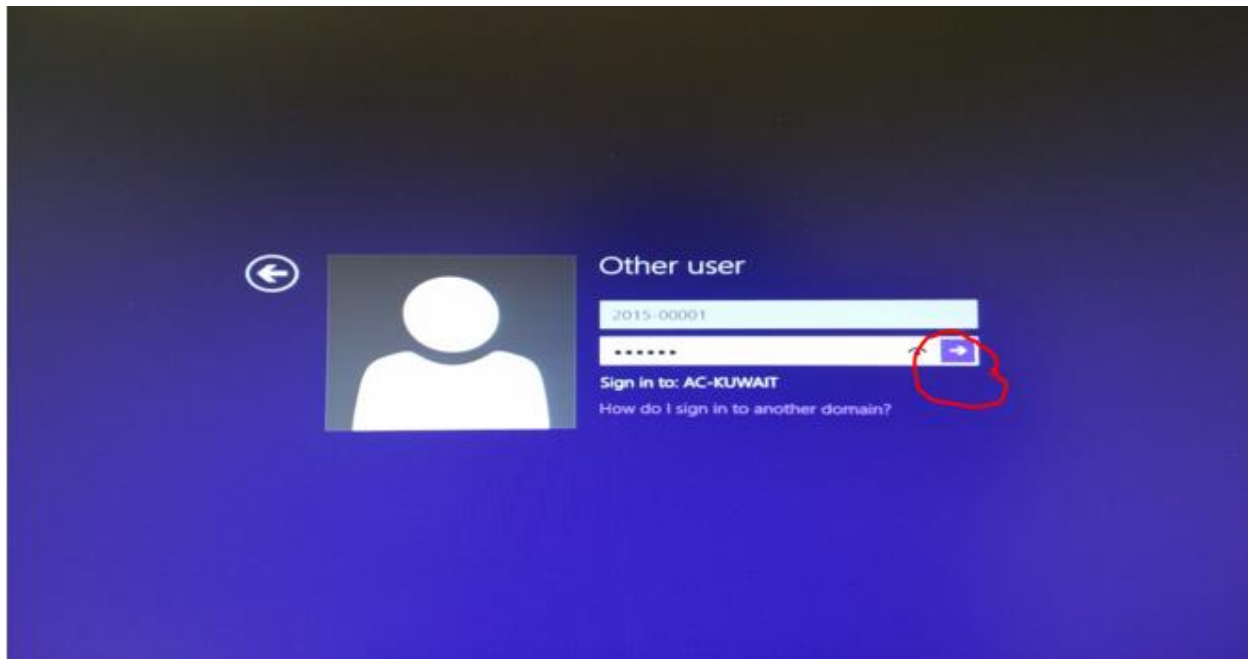 Other user
2015-00001
••••••
Sign in to: AC-KUWAIT
How do I sign in to another domain?